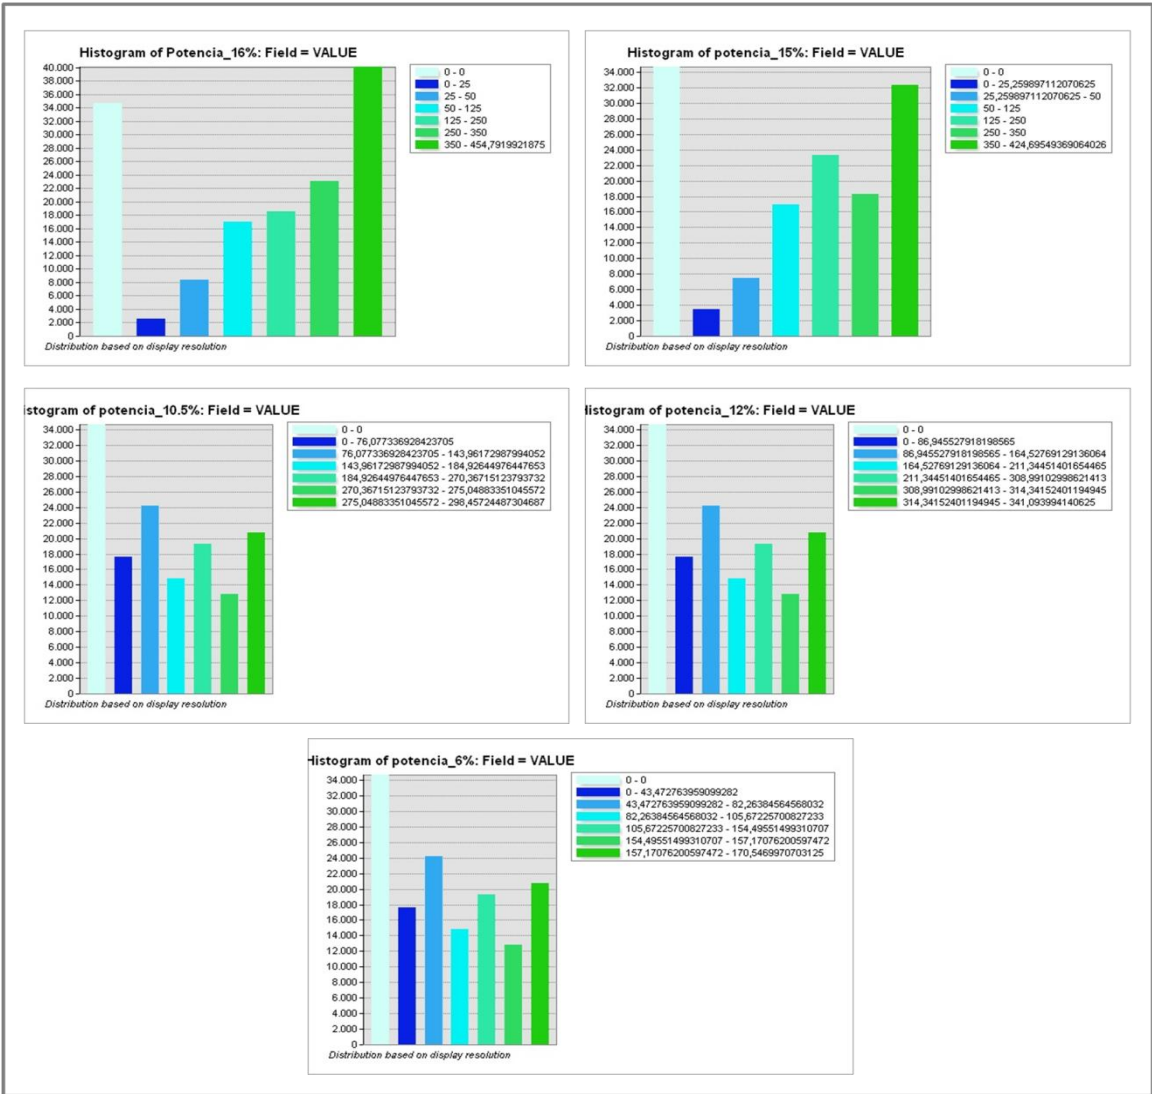 Histogram of Potencia_16%: Field = VALUE
40.000
38.000
36.000
34.000
32.000
30.000
28.000
26.000
24.000
22.000
20.000
18.000
16.000
14.000
12.000
10.000
8.000
6.000
4.000
2.000
0
0 - 0
0 - 25
25 - 50
50 - 125
125 - 250
250 - 350
350 - 454,7919921875
Distribution based on display resolution
Histogram of potencia_15%: Field = VALUE
34.000
32.000
30.000
28.000
26.000
24.000
22.000
20.000
18.000
16.000
14.000
12.000
10.000
8.000
6.000
4.000
2.000
0
0 - 0
0 - 25,259897112070625
25,259897112070625 - 50
50 - 125
125 - 250
250 - 350
350 - 424,69549369064026
Distribution based on display resolution
istogram of potencia_10.5%: Field = VALUE
34.000
32.000
30.000
28.000
26.000
24.000
22.000
20.000
18.000
16.000
14.000
12.000
10.000
8.000
6.000
4.000
2.000
0
0 - 0
0 - 76,077336928423705
76,077336928423705 - 143,96172987994052
143,96172987994052 - 184,92644976447653
184,92644976447653 - 270,36715123793732
270,36715123793732 - 275,04883351045572
275,04883351045572 - 298,45724487304687
Distribution based on display resolution
Histogram of potencia_12%: Field = VALUE
34.000
32.000
30.000
28.000
26.000
24.000
22.000
20.000
18.000
16.000
14.000
12.000
10.000
8.000
6.000
4.000
2.000
0
0 - 0
0 - 86,945527918198565
86,945527918198565 - 164,52769129136064
164,52769129136064 - 211,34451401654465
211,34451401654465 - 308,99102998621413
308,99102998621413 - 314,34152401194945
314,34152401194945 - 341,093994140625
Distribution based on display resolution
Histogram of potencia_6%: Field = VALUE
34.000
32.000
30.000
28.000
26.000
24.000
22.000
20.000
18.000
16.000
14.000
12.000
10.000
8.000
6.000
4.000
2.000
0
0 - 0
0 - 43,472763959099282
43,472763959099282 - 82,26384564568032
82,26384564568032 - 105,67225700827233
105,67225700827233 - 154,49551499310707
154,49551499310707 - 157,17076200597472
157,17076200597472 - 170,5469970703125
Distribution based on display resolution